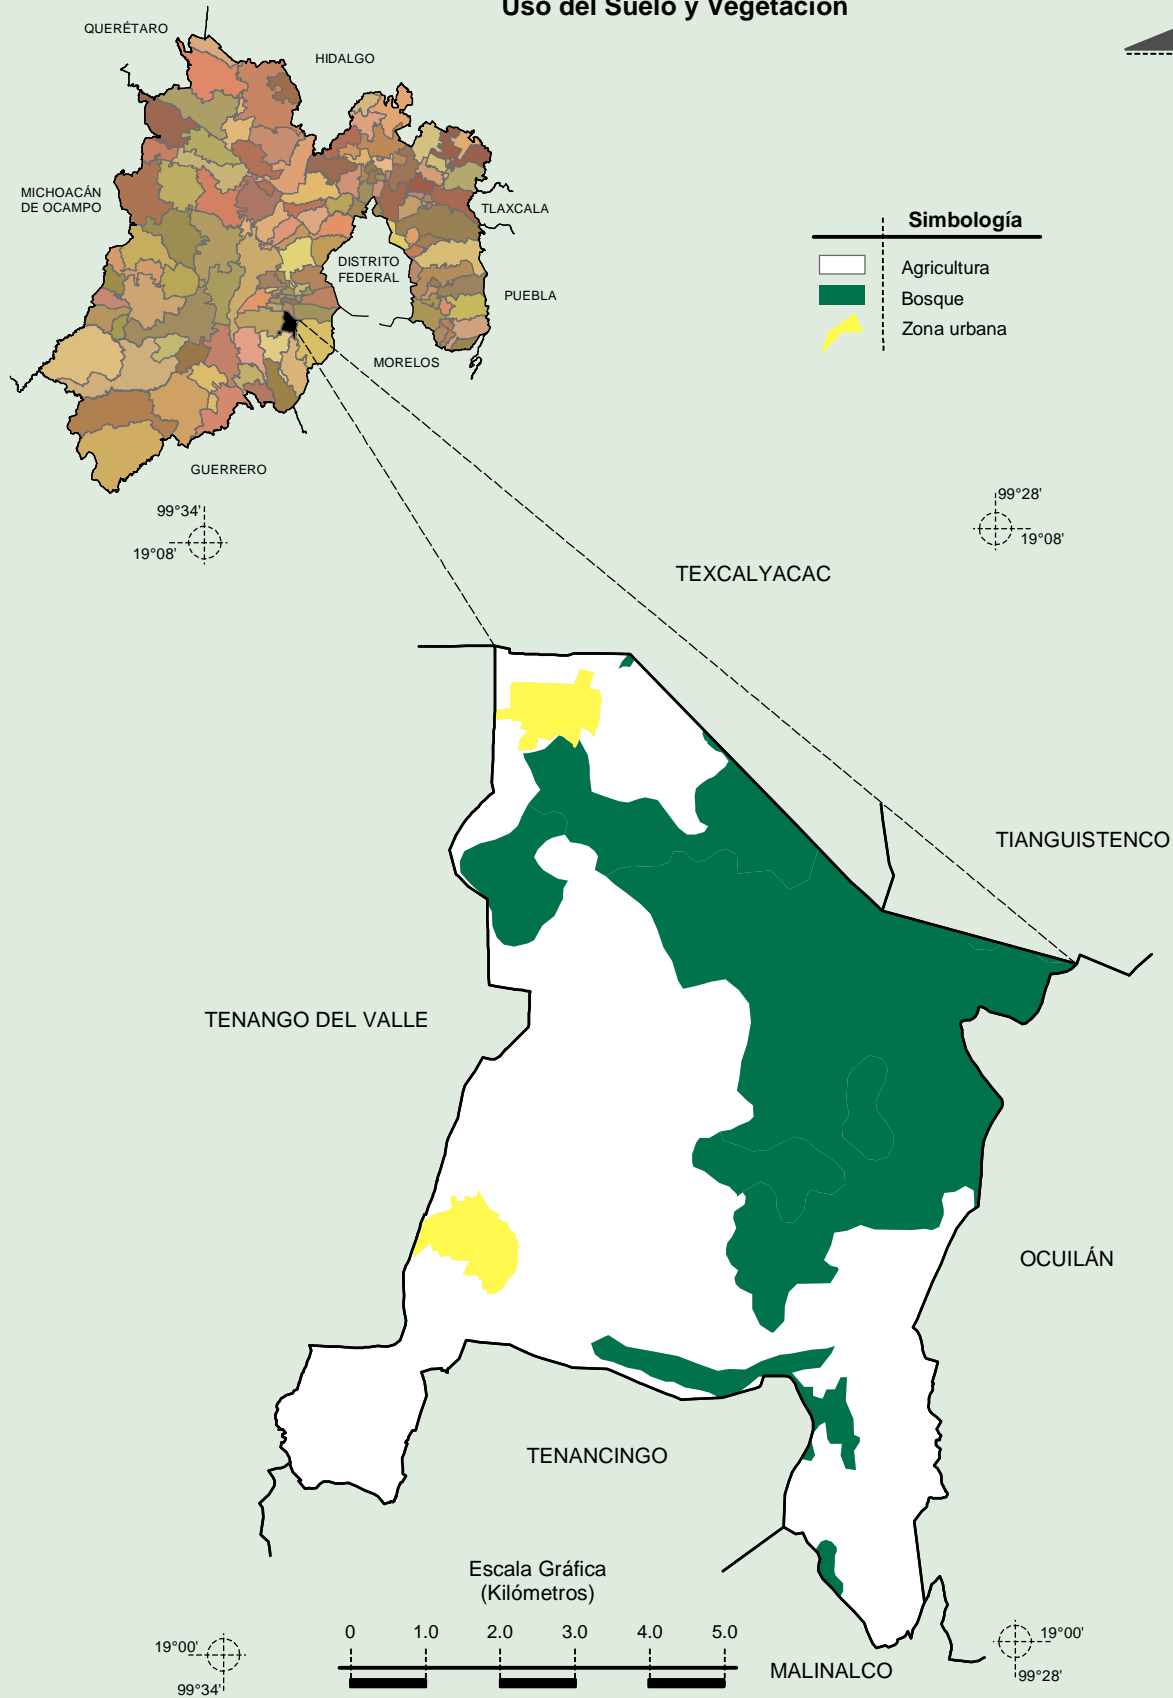 Uso del Suelo y Vegetación
QUERÉTARO
HIDALGO
MICHOACÁN
DE OCAMPO
TLAXCALA
DISTRITO
FEDERAL
PUEBLA
MORELOS
GUERRERO
Simbología
Agricultura
Bosque
Zona urbana
99°34'
19°08'
99°28'
19°08'
TEXCALYACAC
TIANGUISTENCO
TENANGO DEL VALLE
OCUILÁN
TENANCINGO
Escala Gráfica
(Kilómetros)
0 1.0 2.0 3.0 4.0 5.0
MALINALCO
19°00'
99°34'
19°00'
99°28'